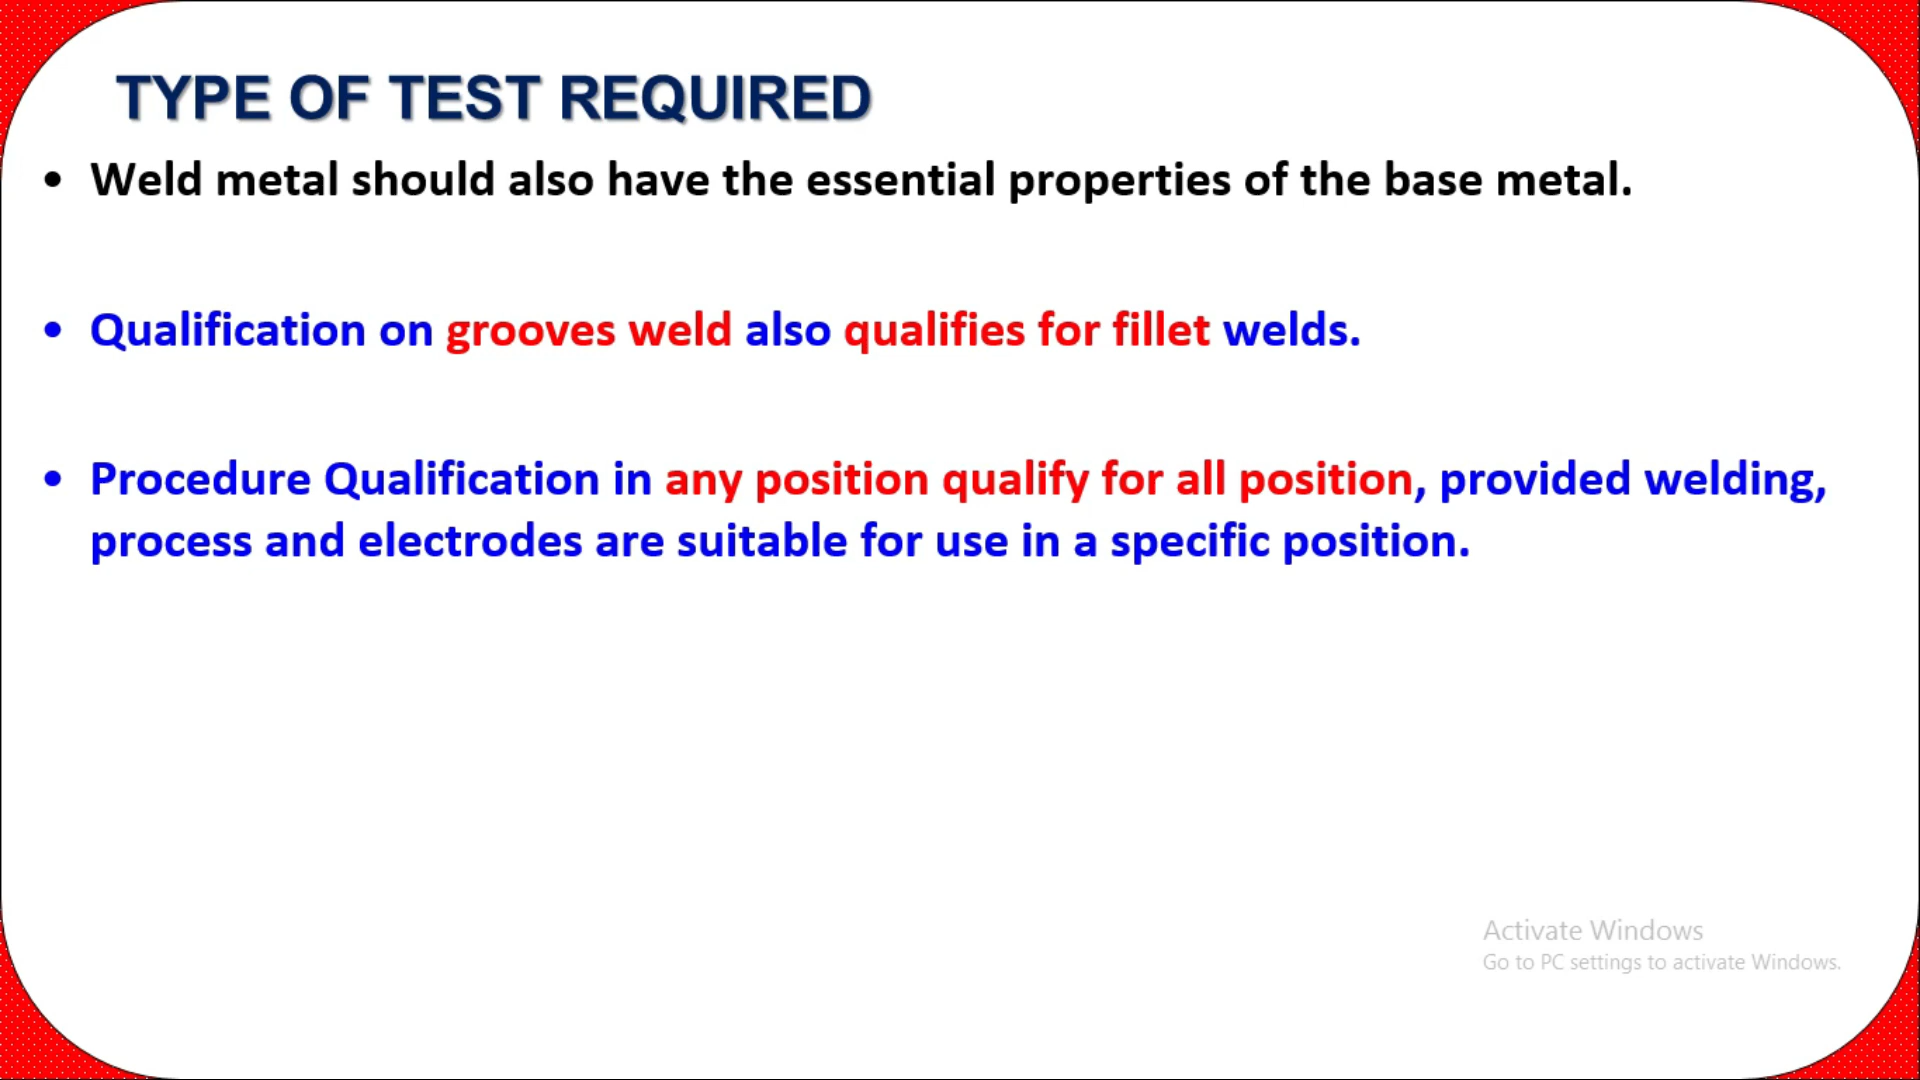 TYPE OF TEST REQUIRED
• Weld metal should also have the essential properties of the base metal.
• Qualification on grooves weld also qualifies for fillet welds.
• Procedure Qualification in any position qualify for all position, provided welding,
process and electrodes are suitable for use in a specific position.
Activate Windows
Go to PC settings to activate Windows.